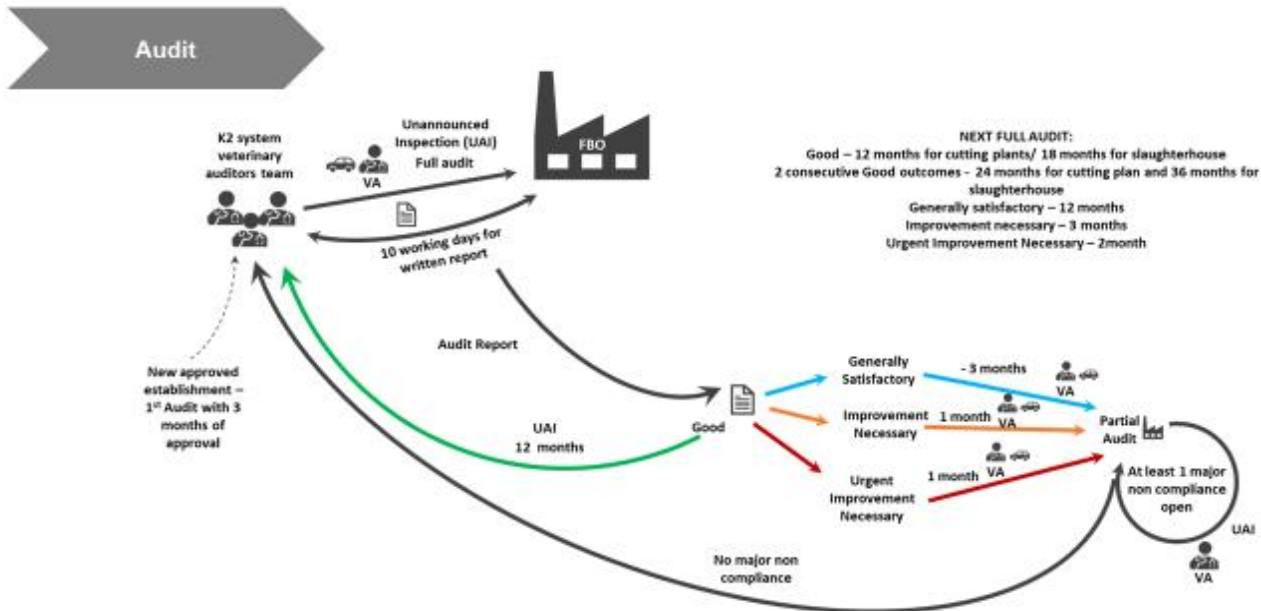 Audit
K2 system
veterinary
auditors team
Unannounced
Inspection (UAI)
Full audit
VA
FBO
10 working days for
written report
NEXT FULL AUDIT:
Good – 12 months for cutting plants/ 18 months for slaughterhouse
2 consecutive Good outcomes - 24 months for cutting plan and 36 months for
slaughterhouse
Generally satisfactory – 12 months
Improvement necessary – 3 months
Urgent Improvement Necessary – 2month
New approved
establishment –
1st Audit with 3
months of
approval
Audit Report
UAI
12 months
Good
Generally
Satisfactory
- 3 months
VA
Improvement
Necessary
1 month
VA
Urgent
Improvement
Necessary
1 month
VA
Partial
Audit
At least 1 major
non compliance
open
UAI
VA
No major non
compliance